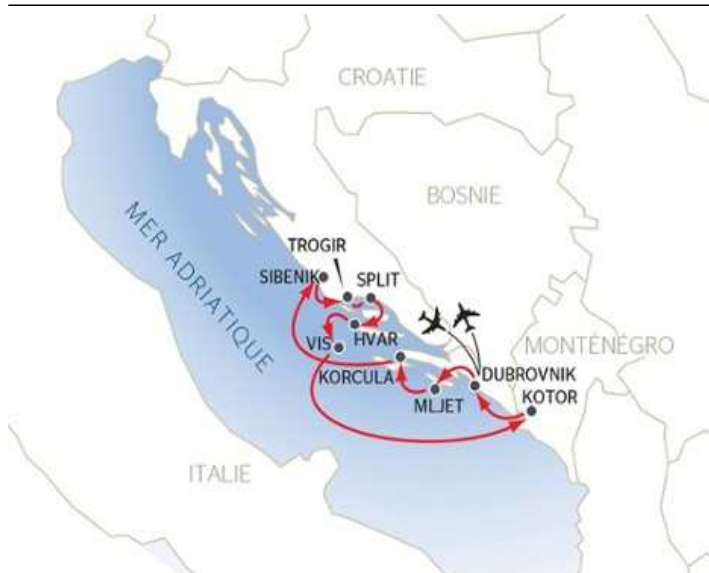 CROATIE
BOSNIE
MER ADRIATIQUE
TROGIR
SIBENIK
SPLIT
HVAR
VIS
MONTÉNÉGRO
KORCULA
DUBROVNIK
MLJET
KOTOR
ITALIE